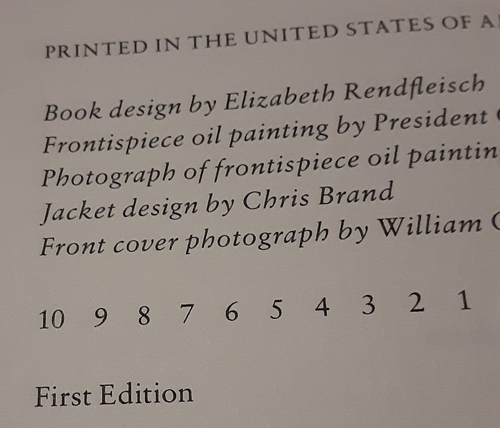 PRINTED IN THE UNITED STATES OF
Book design by Elizabeth Rendfleisch
Frontispiece oil painting by President
Photograph of frontispiece oil
Jacket design by Chris Brand
Front cover photograph by William
10 9 8 7 6 5 4 3 2 1
First Edition